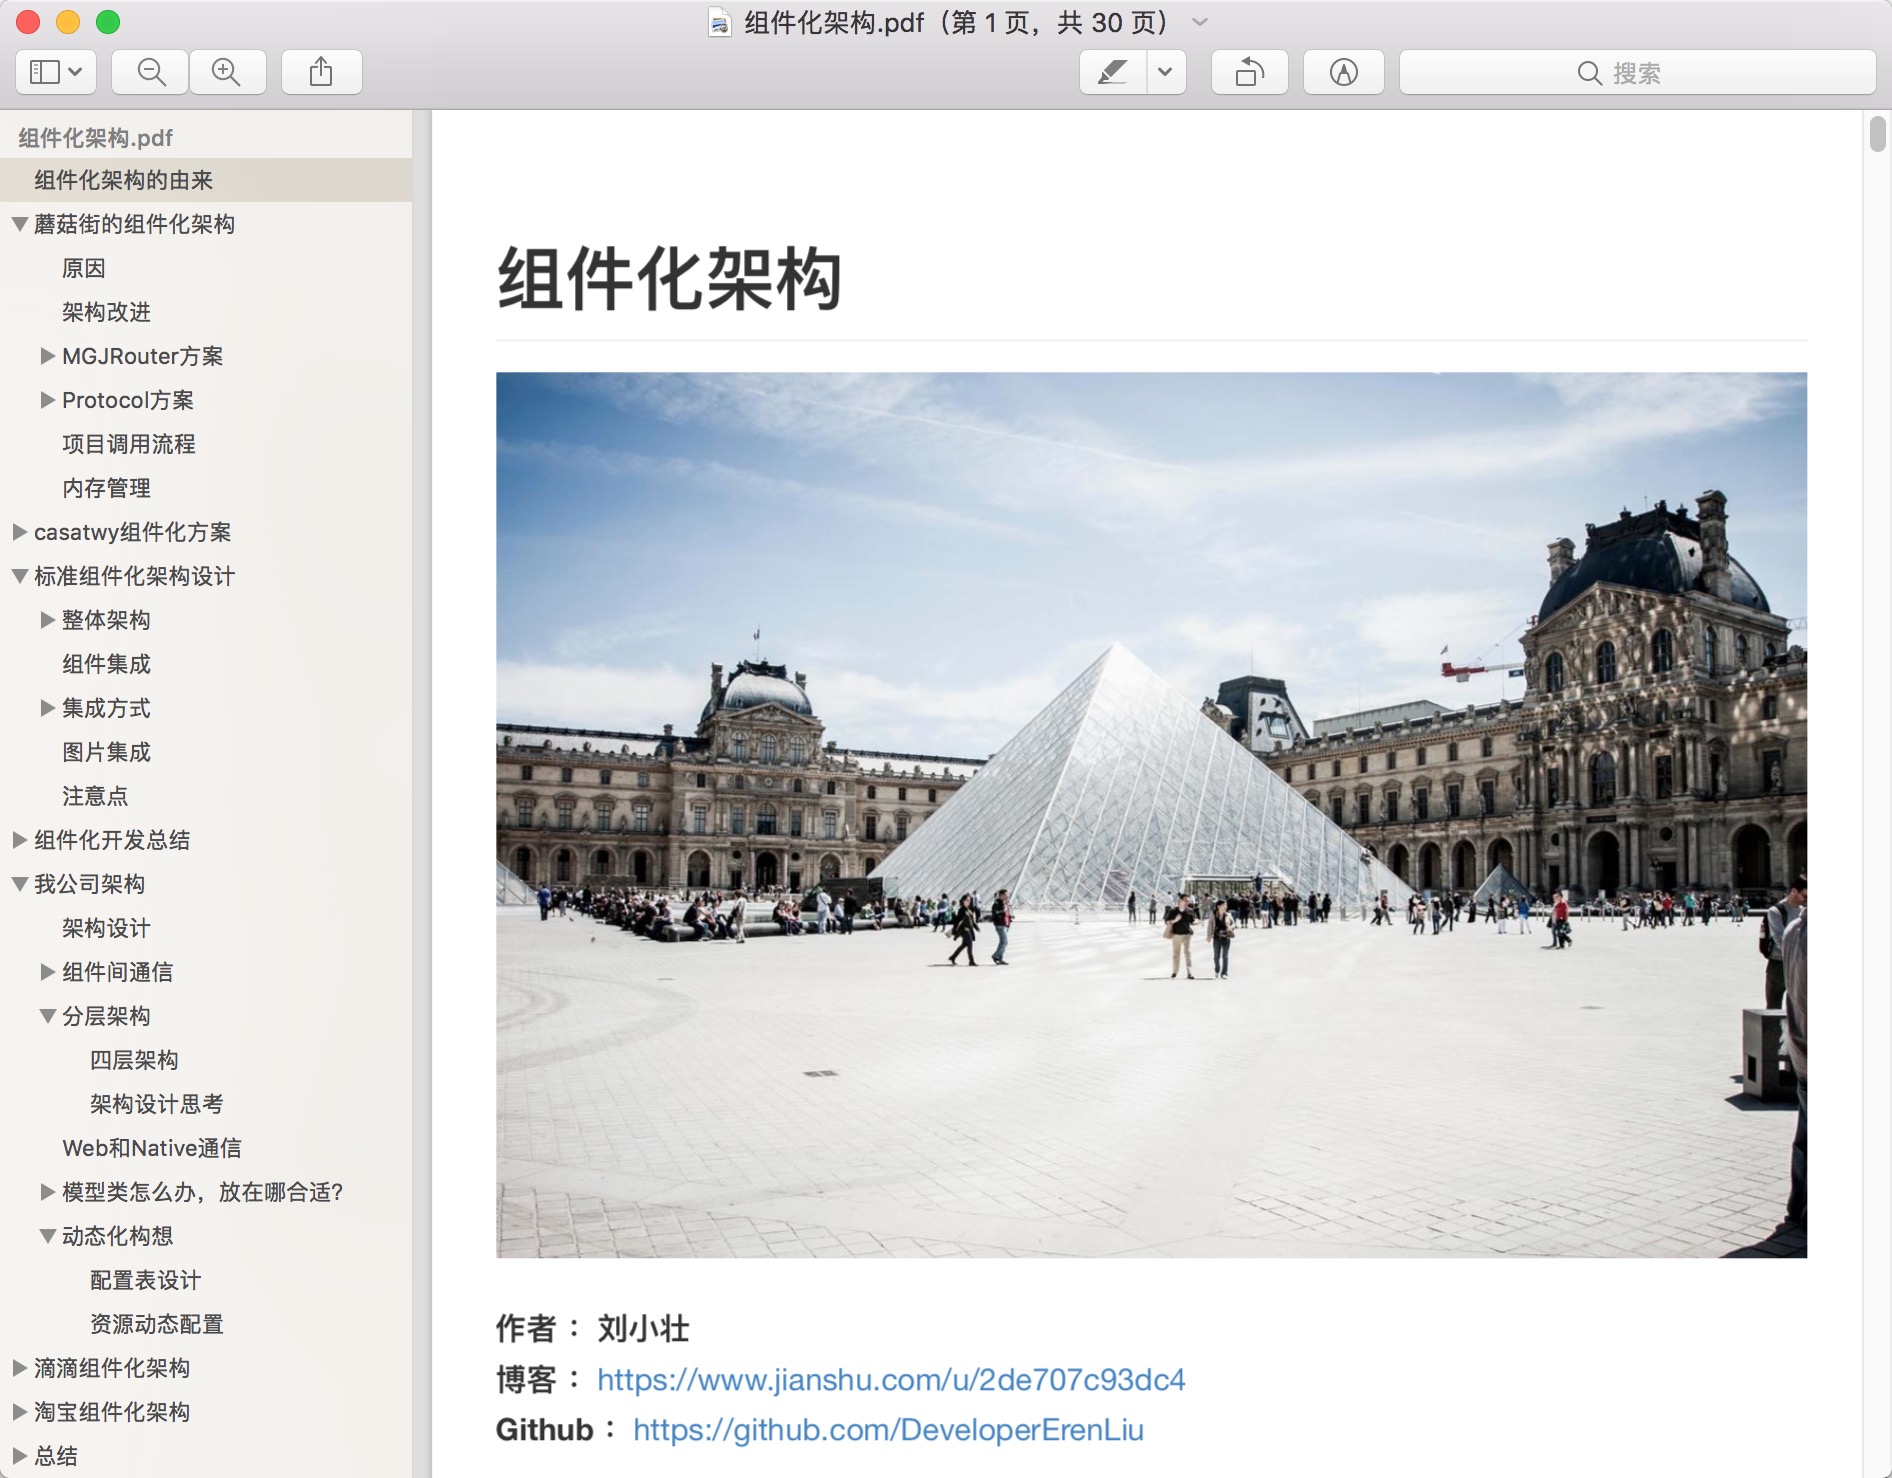 组件化架构.pdf（第 1 页，共 30 页）
搜索
组件化架构.pdf
组件化架构的由来
蘑菇街的组件化架构
原因
架构改进
MGJRouter方案
Protocol方案
项目调用流程
内存管理
casatwy组件化方案
标准组件化架构设计
整体架构
组件集成
集成方式
图片集成
注意点
组件化开发总结
我公司架构
架构设计
组件间通信
分层架构
四层架构
架构设计思考
Web和Native通信
模型类怎么办，放在哪合适？
动态化构想
配置表设计
资源动态配置
滴滴组件化架构
淘宝组件化架构
总结
组件化架构
作者： 刘小壮
博客： https://www.jianshu.com/u/2de707c93dc4
Github： https://github.com/DeveloperErenLiu